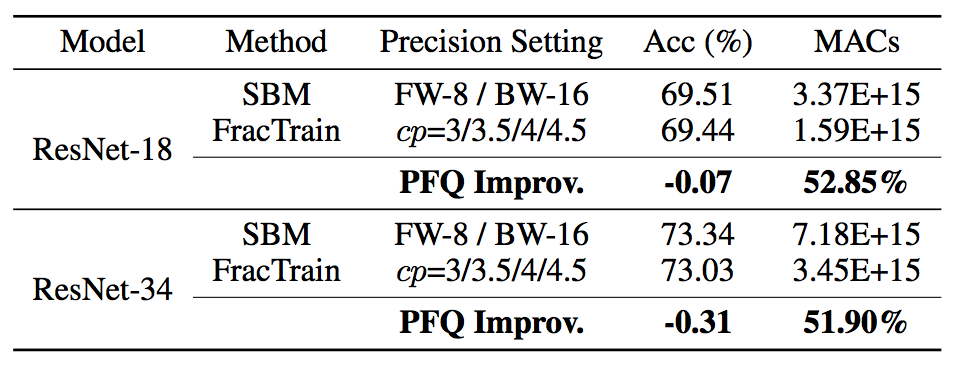 Model Method Precision Setting Acc (%) MACs
SBM FW-8 / BW-16 69.51 3.37E+15
FracTrain cp=3/3.5/4/4.5 69.44 1.59E+15
ResNet-18
PFQ Improv. -0.07 52.85%
SBM FW-8 / BW-16 73.34 7.18E+15
FracTrain cp=3/3.5/4/4.5 73.03 3.45E+15
ResNet-34
PFQ Improv. -0.31 51.90%